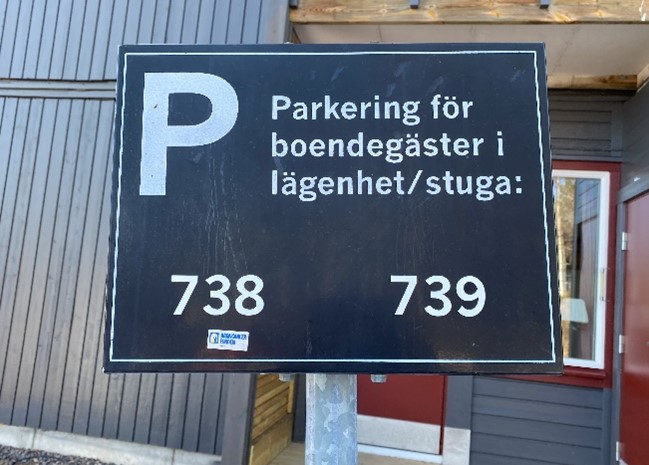 P
Parkering för
boendegäster i
lägenhet/stuga:
738 739